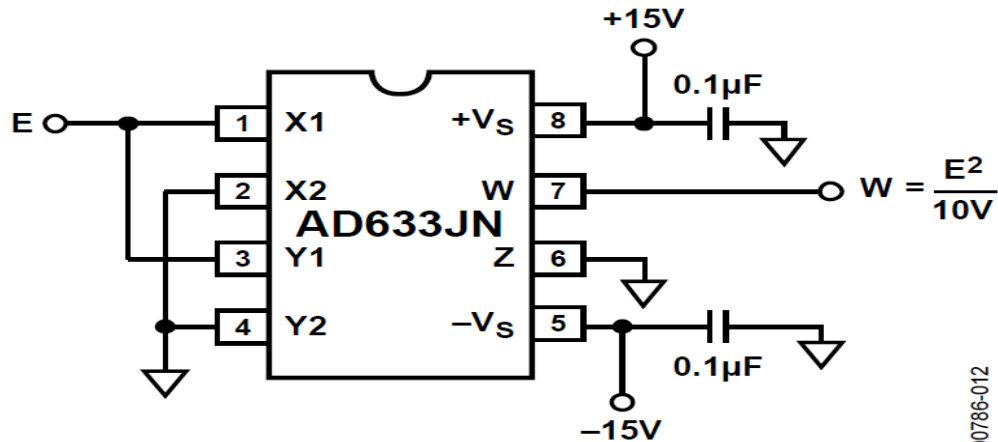 +15V
0.1µF
E
1 X1 +VS 8
2 X2 W 7
W = E2/10V
AD633JN
3 Y1 Z 6
4 Y2 –VS 5
0.1µF
–15V
00786-012